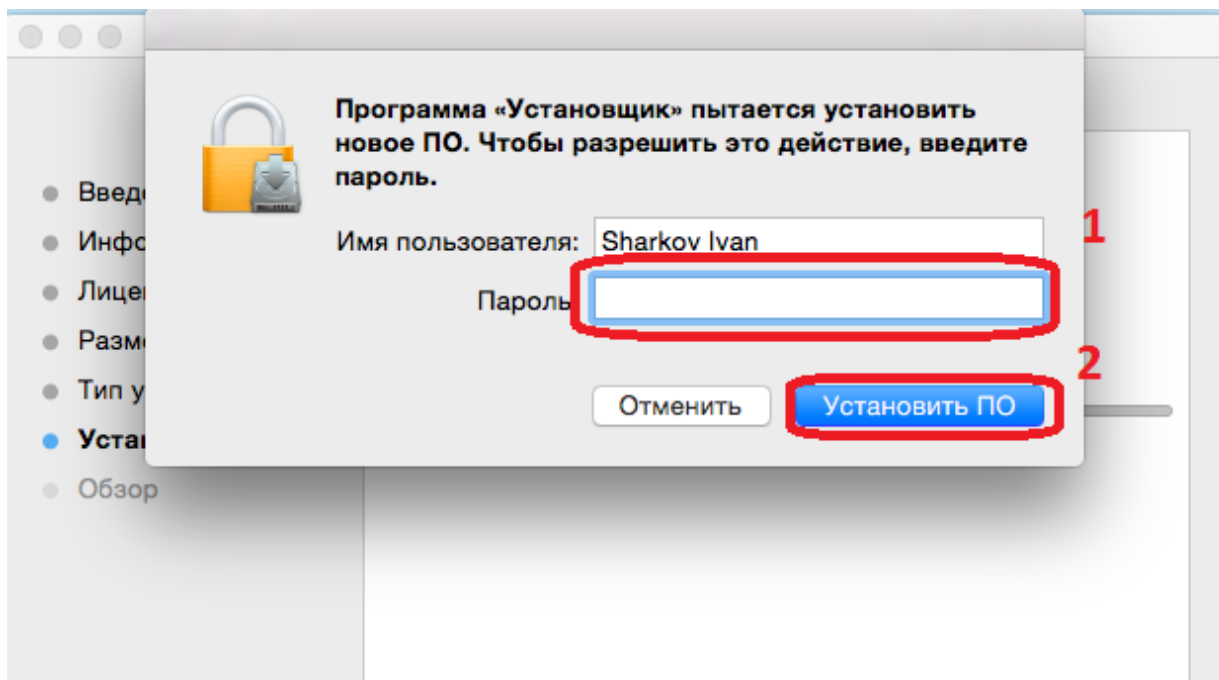 Программа «Установщик» пытается установить
новое ПО. Чтобы разрешить это действие, введите
пароль.
Имя пользователя: Sharkov Ivan 1
Пароль
2
Отменить Установить ПО
Тип у
Обзор